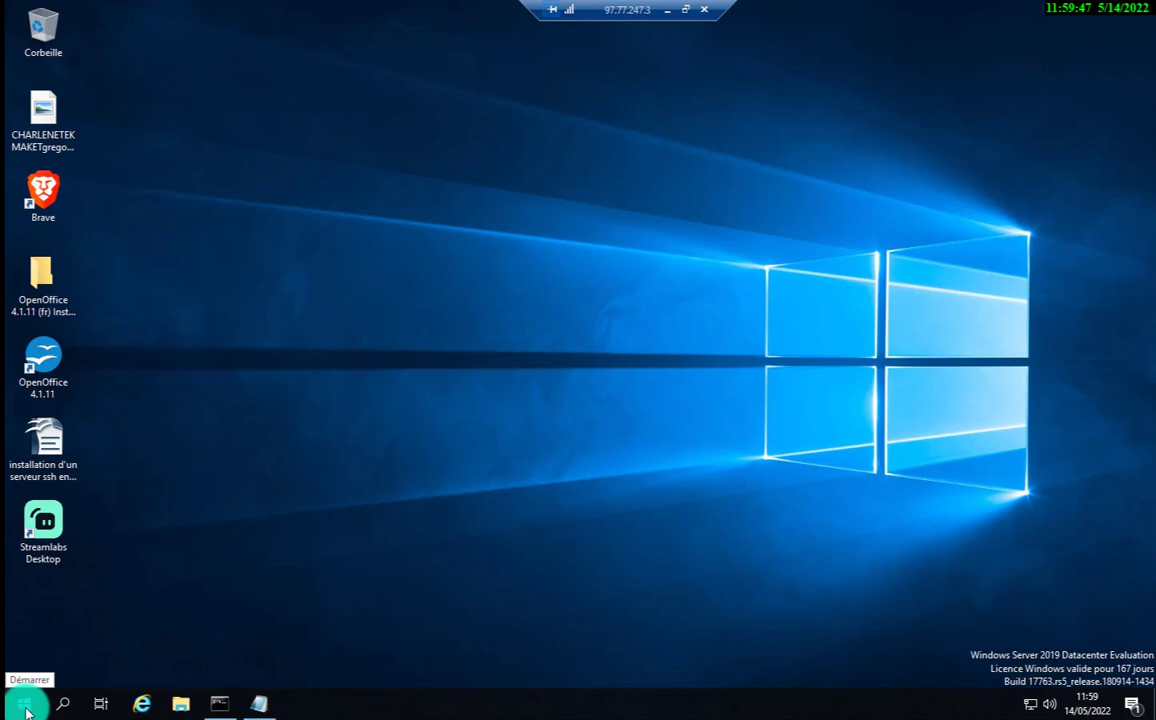 97.77.247.3
11:59:47 5/14/2022
Corbeille
CHARLENETEK
MAKETgrego...
Brave
OpenOffice
4.1.11 (fr) Inst...
OpenOffice
4.1.11
installation d'un
serveur ssh en...
Streamlabs
Desktop
Windows Server 2019 Datacenter Evaluation
Licence Windows valide pour 167 jours
Build 17763.rs5_release.180914-1434
Démarrer
11:59
14/05/2022
1